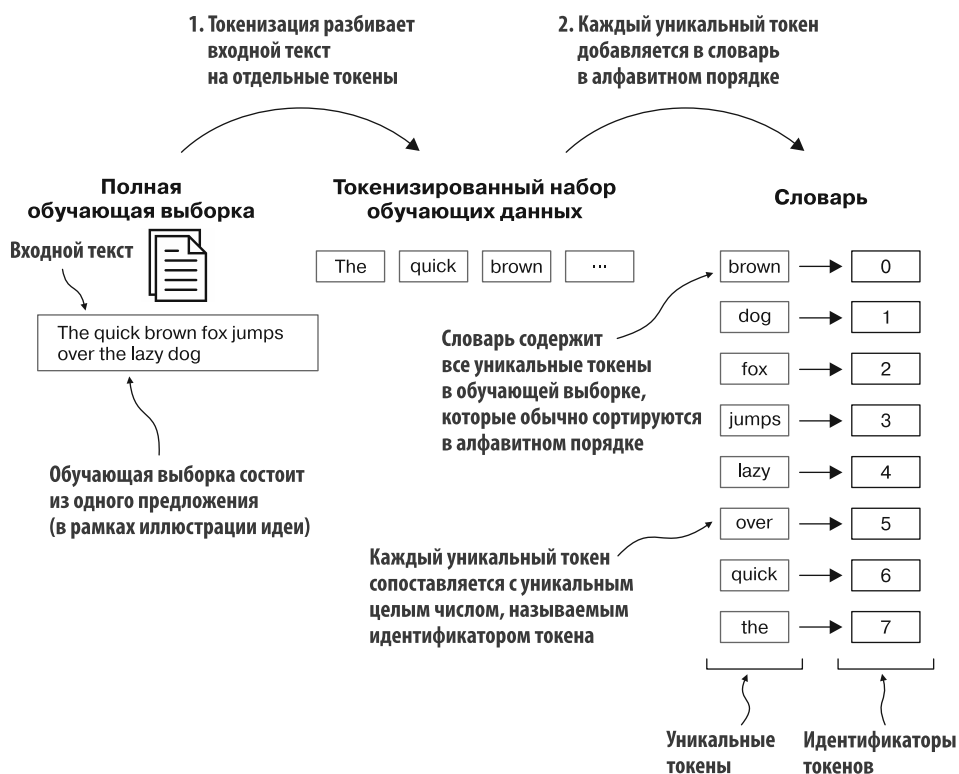 1. Токенизация разбивает
входной текст
на отдельные токены
2. Каждый уникальный токен
добавляется в словарь
в алфавитном порядке
Полная
обучающая выборка
Токенизированный набор
обучающих данных
Словарь
Входной текст
The quick brown fox jumps
over the lazy dog
Обучающая выборка состоит
из одного предложения
(в рамках иллюстрации идеи)
The quick brown ...
Словарь содержит
все уникальные токены
в обучающей выборке,
которые обычно сортируются
в алфавитном порядке
Каждый уникальный токен
сопоставляется с уникальным
целым числом, называемым
идентификатором токена
brown 0
dog 1
fox 2
jumps 3
lazy 4
over 5
quick 6
the 7
Уникальные
токены
Идентификаторы
токенов